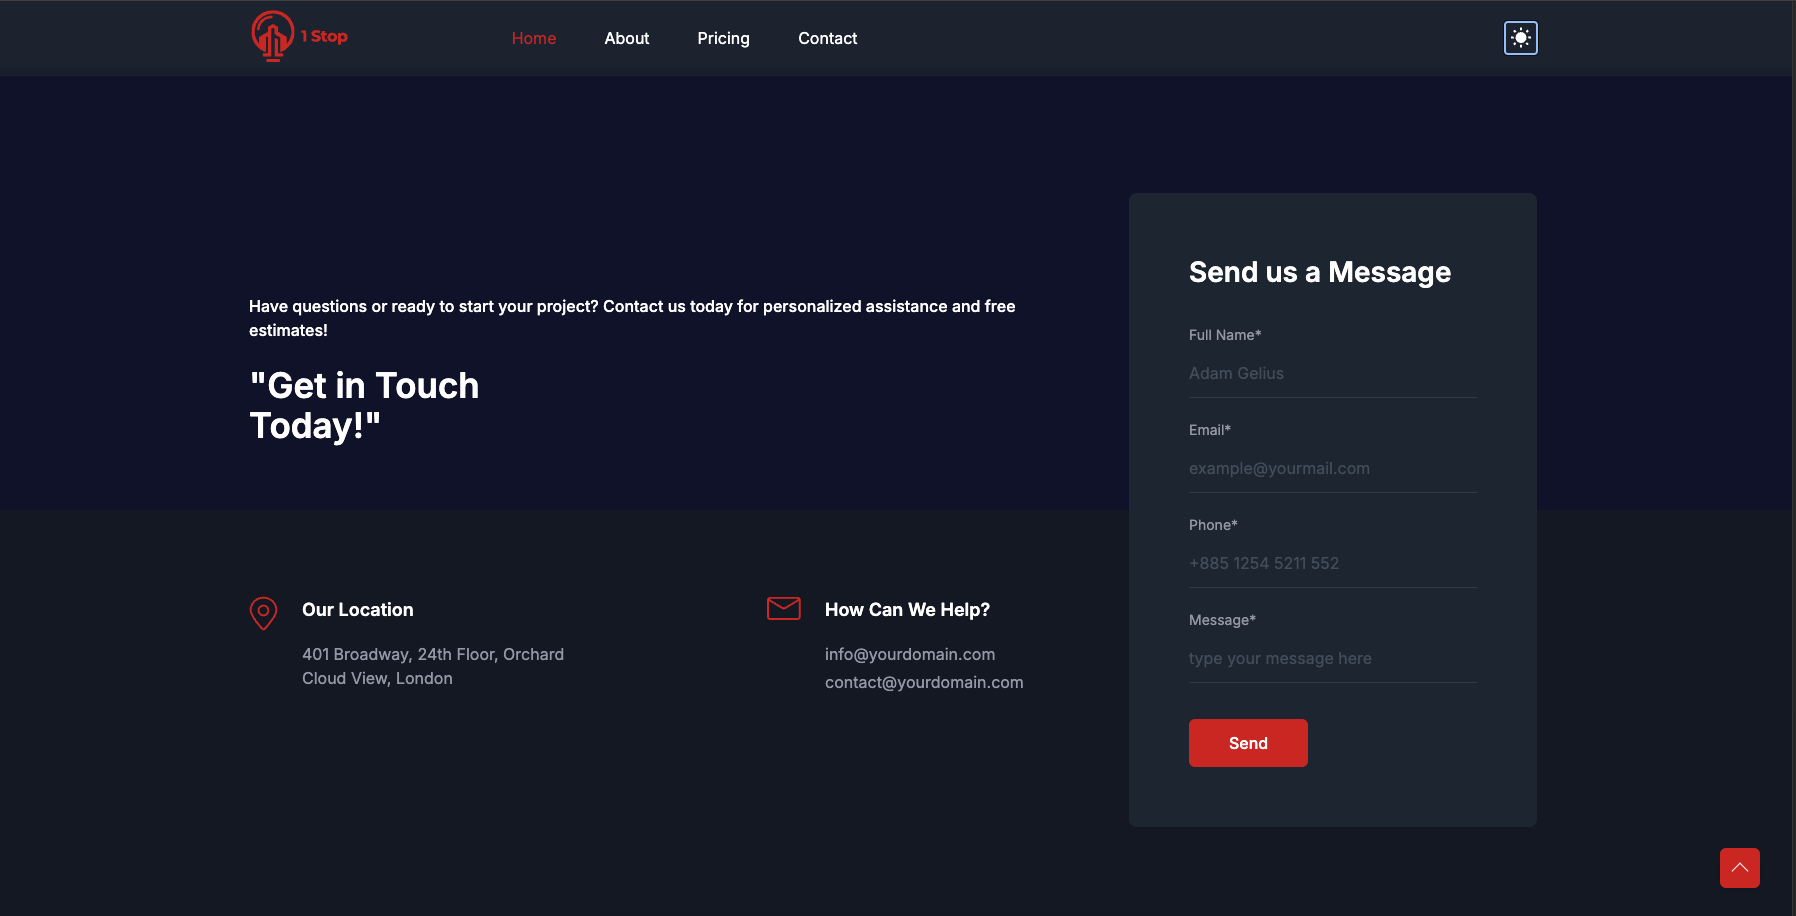 1 Stop
Home
About
Pricing
Contact
Have questions or ready to start your project? Contact us today for personalized assistance and free
estimates!
"Get in Touch
Today!"
Our Location
401 Broadway, 24th Floor, Orchard
Cloud View, London
How Can We Help?
info@yourdomain.com
contact@yourdomain.com
Send us a Message
Full Name*
Adam Gelius
Email*
example@yourmail.com
Phone*
+885 1254 5211 552
Message*
type your message here
Send